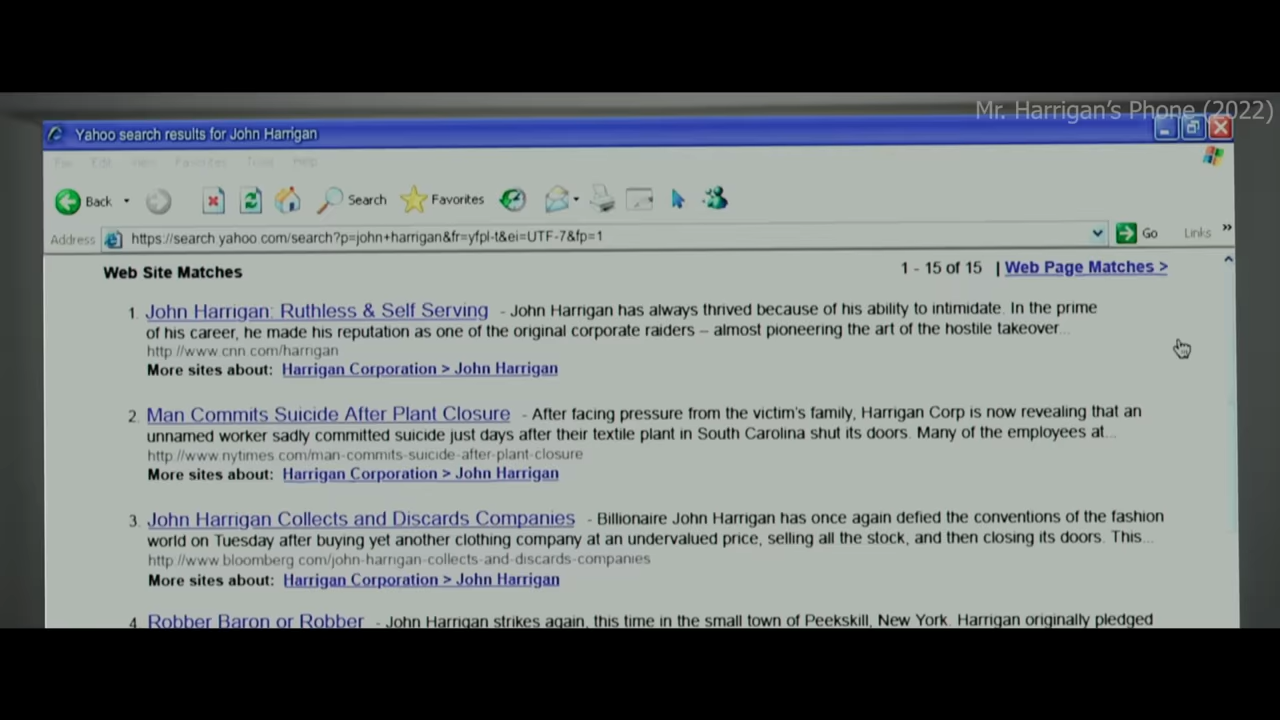 Mr. Harrigan's Phone (2022)
Yahoo search results for John Harrigan
File Edit View Favorites Tools Help
Back Search Favorites
Address https://search.yahoo.com/search?p=john+harrigan&fr=yfpl-t&ei=UTF-7&fp=1 Go Links »
Web Site Matches 1 - 15 of 15 | Web Page Matches >
1. John Harrigan: Ruthless & Self Serving - John Harrigan has always thrived because of his ability to intimidate. In the prime
of his career, he made his reputation as one of the original corporate raiders – almost pioneering the art of the hostile takeover...
http://www.cnn.com/harrigan
More sites about: Harrigan Corporation > John Harrigan
2. Man Commits Suicide After Plant Closure - After facing pressure from the victim's family, Harrigan Corp is now revealing that an
unnamed worker sadly committed suicide just days after their textile plant in South Carolina shut its doors. Many of the employees at...
http://www.nytimes.com/man-commits-suicide-after-plant-closure
More sites about: Harrigan Corporation > John Harrigan
3. John Harrigan Collects and Discards Companies - Billionaire John Harrigan has once again defied the conventions of the fashion
world on Tuesday after buying yet another clothing company at an undervalued price, selling all the stock, and then closing its doors. This...
http://www.bloomberg.com/john-harrigan-collects-and-discards-companies
More sites about: Harrigan Corporation > John Harrigan
4. Robber Baron or Robber - John Harrigan strikes again, this time in the small town of Peekskill, New York. Harrigan originally pledged